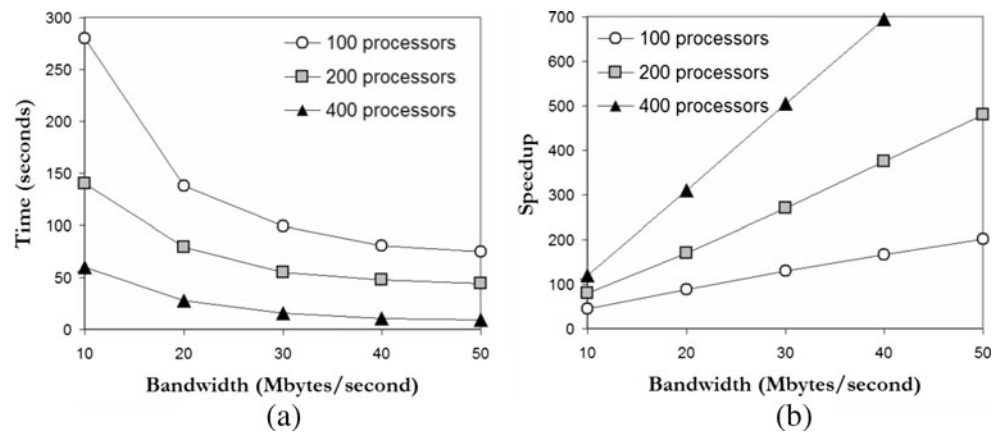 300
250
200
150
100
50
0
Time (seconds)
100 processors
200 processors
400 processors
10 20 30 40 50
Bandwidth (Mbytes/second)
(a)
700
600
500
400
300
200
100
0
Speedup
100 processors
200 processors
400 processors
10 20 30 40 50
Bandwidth (Mbytes/second)
(b)